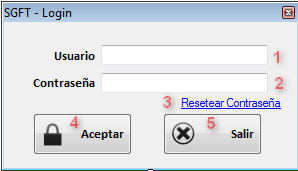 SGFT - Login
Usuario 1
Contraseña 2
3 Resetear Contraseña
4 Aceptar 5 Salir